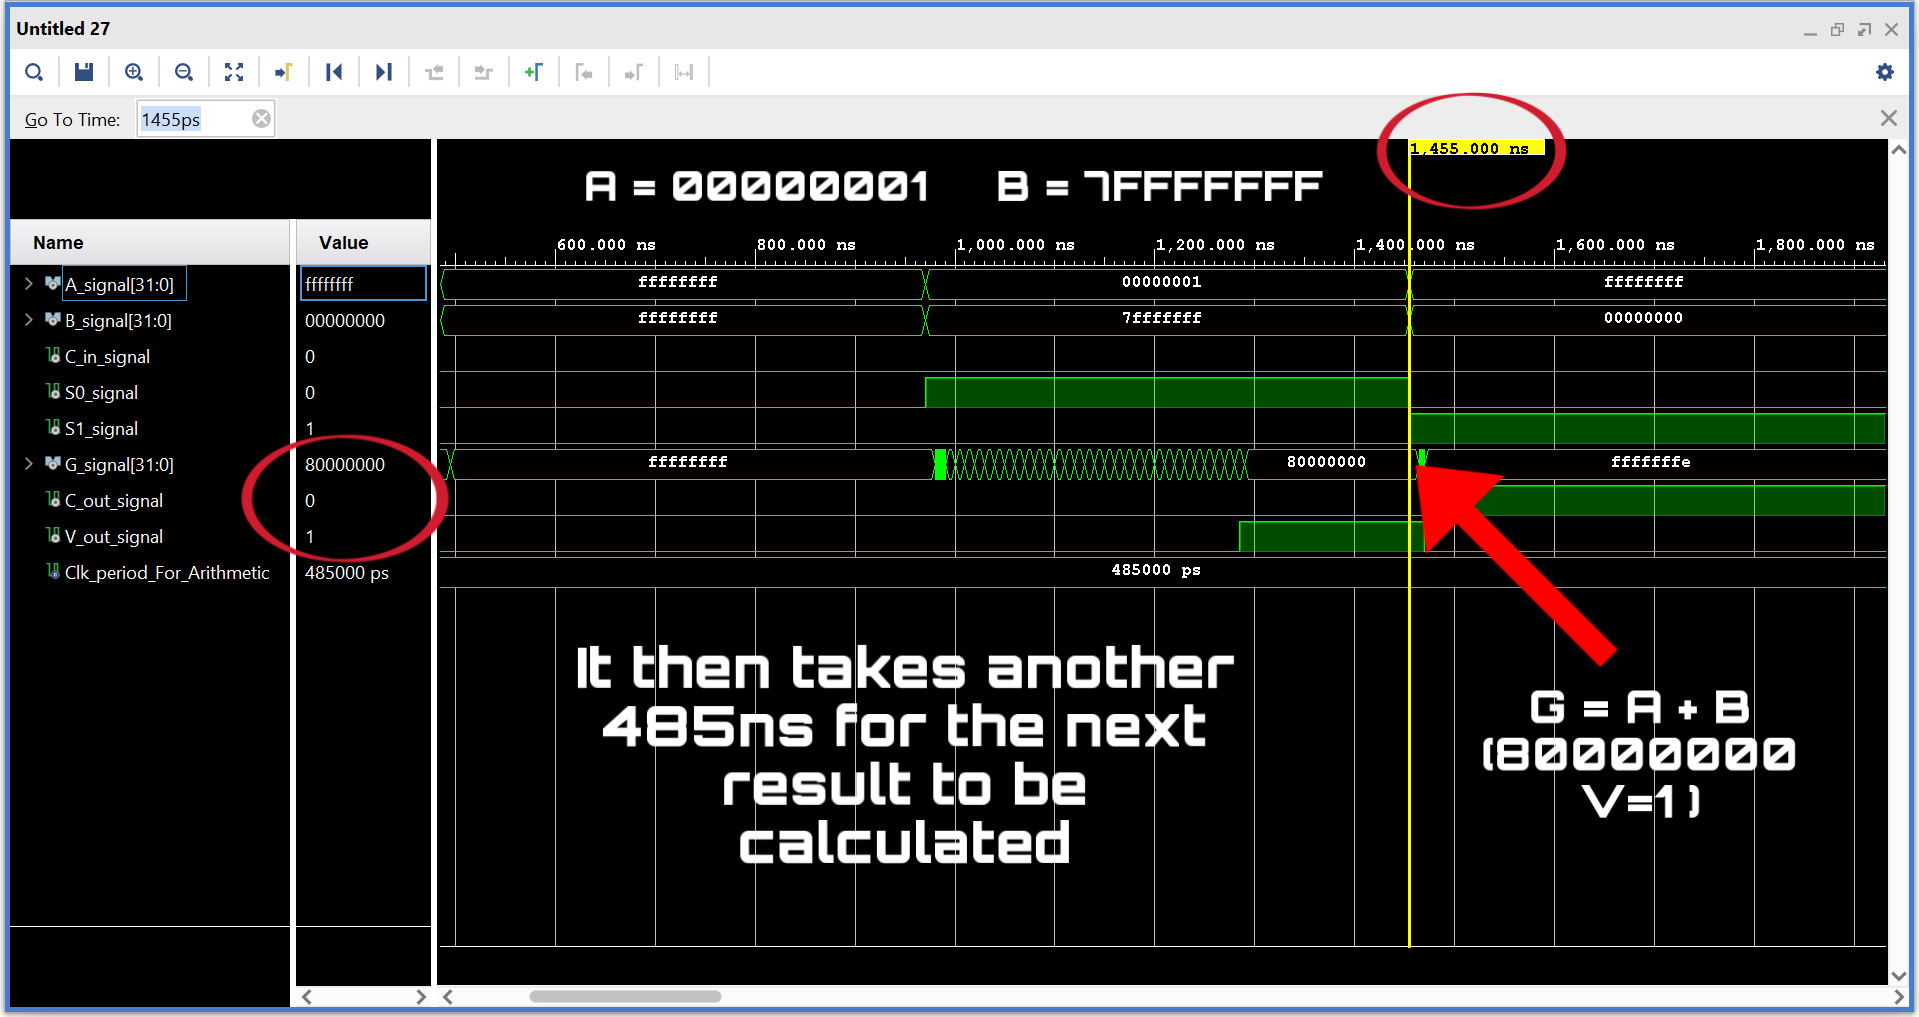 Untitled 27
Go To Time: 1455ps
1,455.000 ns
A = 00000001 B = 7FFFFFFF
Name Value
600.000 ns 800.000 ns 1,000.000 ns 1,200.000 ns 1,400.000 ns 1,600.000 ns 1,800.000 ns
A_signal[31:0] ffffffff ffffffff 00000001 ffffffff
B_signal[31:0] 00000000 ffffffff 7fffffff 00000000
C_in_signal 0
S0_signal 0
S1_signal 1
G_signal[31:0] 80000000 ffffffff 80000000 fffffffe
C_out_signal 0
V_out_signal 1
Clk_period_For_Arithmetic 485000 ps 485000 ps
It then takes another
485ns for the next
result to be
calculated
G = A + B
(80000000
V=1)